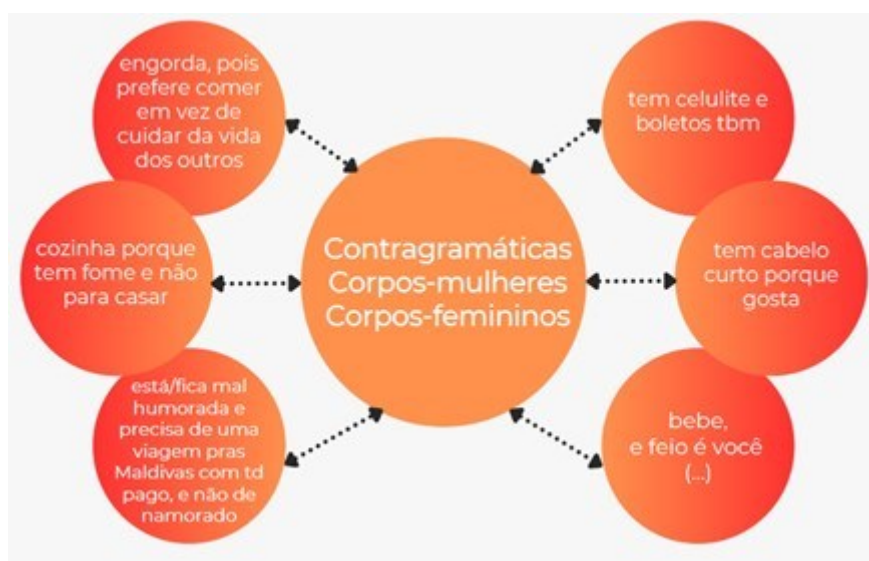 engorda, pois
prefere comer
em vez de
cuidar da vida
dos outros
tem celulite e
boletos tbm
cozinha porque
tem fome e não
para casar
Contragramáticas
Corpos-mulheres
Corpos-femininos
tem cabelo
curto porque
gosta
está/fica mal
humorada e
precisa de uma
viagem pras
Maldivas com td
pago, e não de
namorado
bebe,
e feio é você
(...)